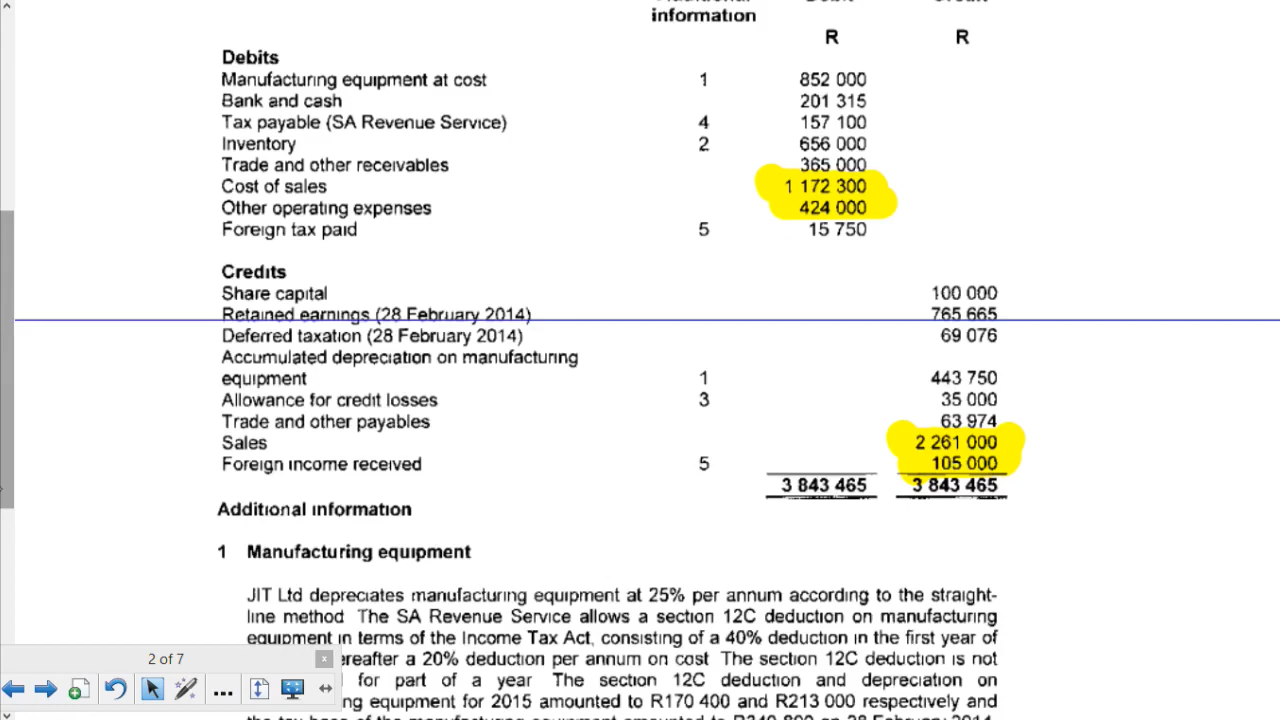 information
R R
Debits
Manufacturing equipment at cost 1 852 000
Bank and cash 201 315
Tax payable (SA Revenue Service) 4 157 100
Inventory 2 656 000
Trade and other receivables 365 000
Cost of sales 1 172 300
Other operating expenses 424 000
Foreign tax paid 5 15 750
Credits
Share capital 100 000
Retained earnings (28 February 2014) 765 665
Deferred taxation (28 February 2014) 69 076
Accumulated depreciation on manufacturing
equipment 1 443 750
Allowance for credit losses 3 35 000
Trade and other payables 63 974
Sales 2 261 000
Foreign income received 5 105 000
3 843 465 3 843 465
Additional information
1 Manufacturing equipment
JIT Ltd depreciates manufacturing equipment at 25% per annum according to the straight-
line method The SA Revenue Service allows a section 12C deduction on manufacturing
equipment in terms of the Income Tax Act, consisting of a 40% deduction in the first year of
ereafter a 20% deduction per annum on cost The section 12C deduction is not
for part of a year The section 12C deduction and depreciation on
ng equipment for 2015 amounted to R170 400 and R213 000 respectively and
2 of 7